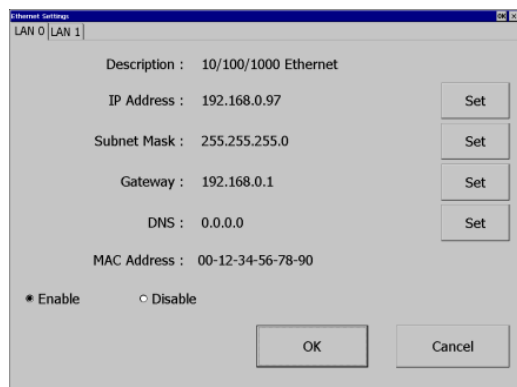 Ethernet Settings OK ×
LAN 0 LAN 1
Description : 10/100/1000 Ethernet
IP Address : 192.168.0.97 Set
Subnet Mask : 255.255.255.0 Set
Gateway : 192.168.0.1 Set
DNS : 0.0.0.0 Set
MAC Address : 00-12-34-56-78-90
Enable Disable
OK Cancel